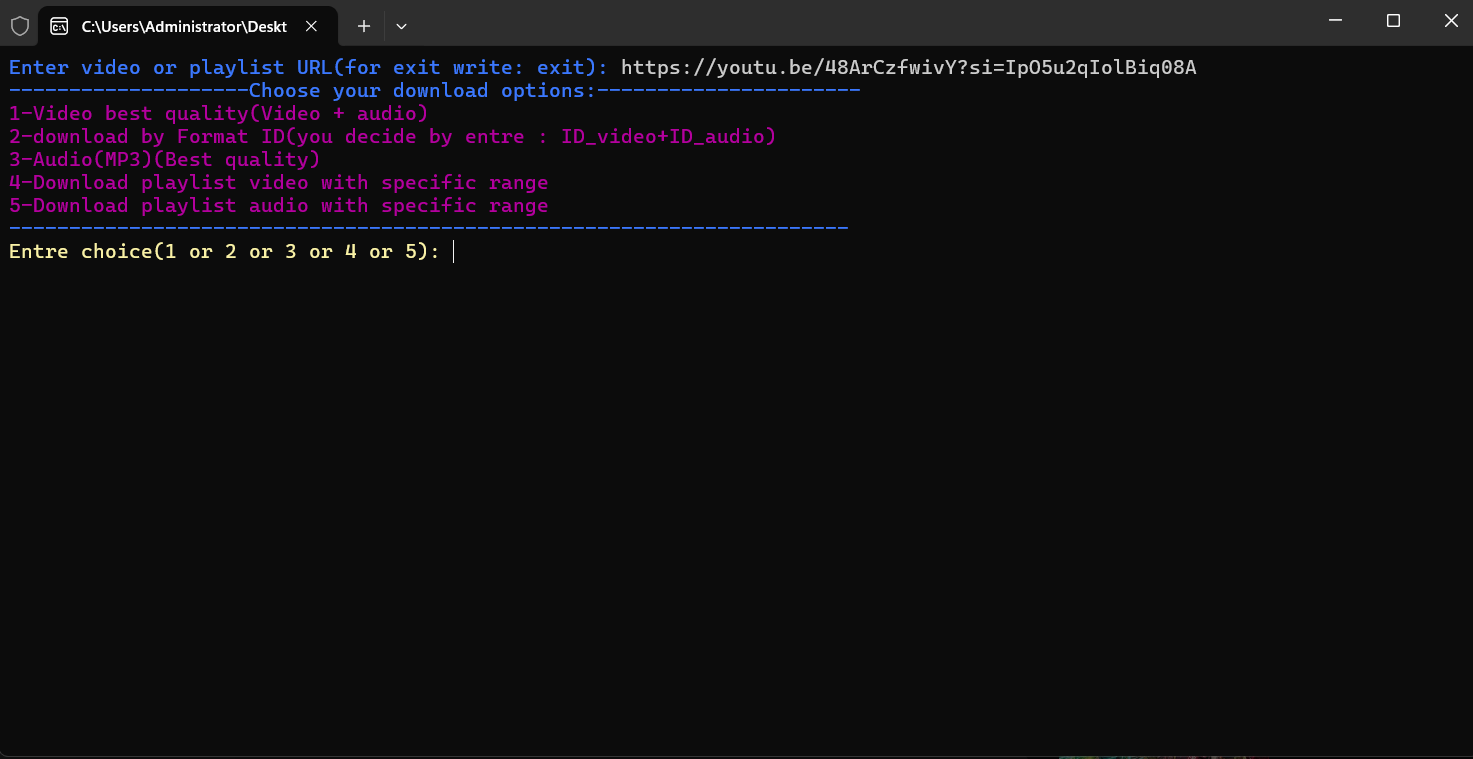 C:\Users\Administrator\Deskt
Enter video or playlist URL(for exit write: exit): https://youtu.be/48ArCzfwivY?si=IpO5u2qIolBiq08A
--------------------Choose your download options:----------------------
1-Video best quality(Video + audio)
2-download by Format ID(you decide by entre : ID_video+ID_audio)
3-Audio(MP3)(Best quality)
4-Download playlist video with specific range
5-Download playlist audio with specific range
----------------------------------------------------------------------
Entre choice(1 or 2 or 3 or 4 or 5):